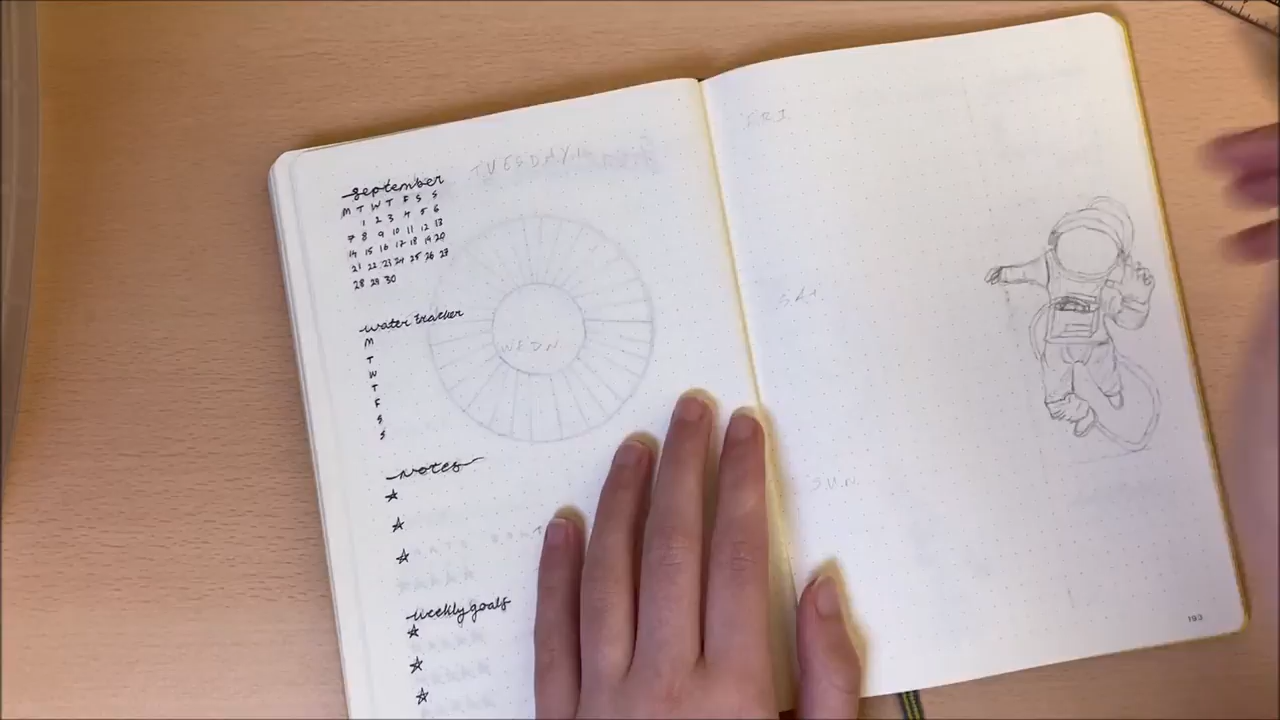 september
M T W T F S S
1 2 3 4 5 6
7 8 9 10 11 12 13
14 15 16 17 18 19 20
21 22 23 24 25 26 27
28 29 30
water tracker
M
T
W
T
F
S
S
notes
weekly goals
TUESDAY
WEDN
FRI
SAT
SUN
193